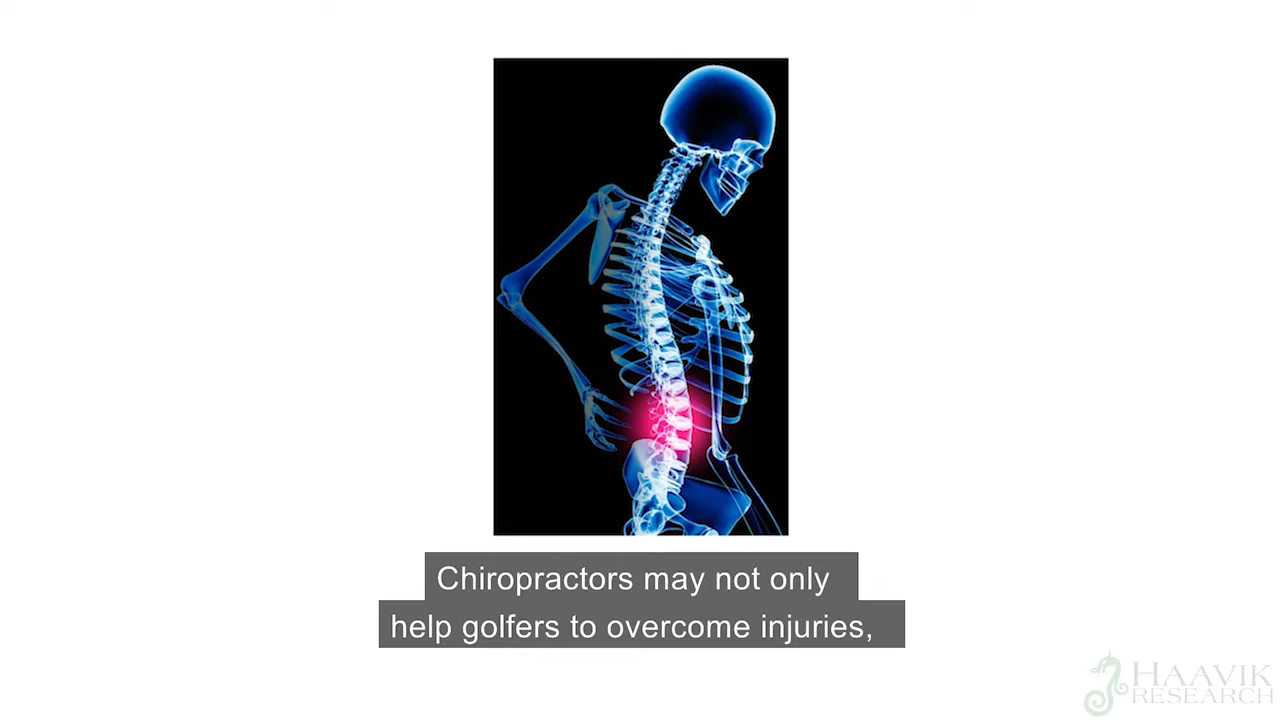 Chiropractors may not only
help golfers to overcome injuries,
HAAVIK
RESEARCH